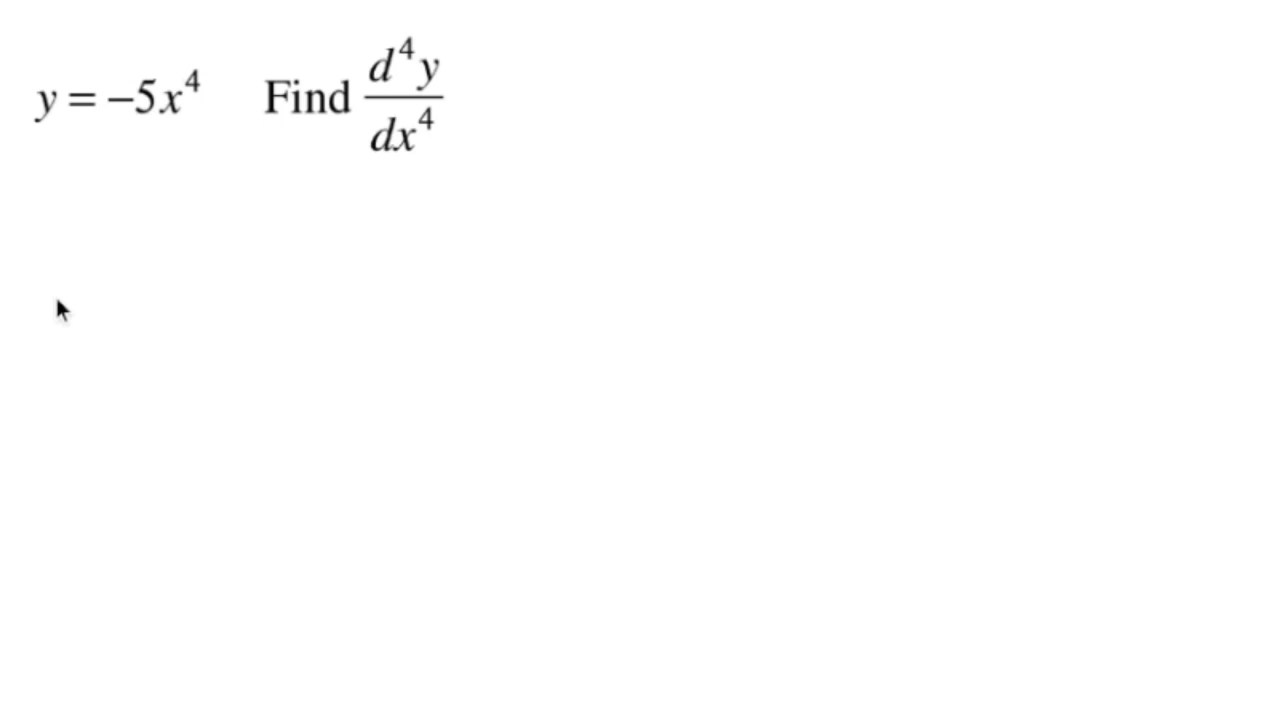 y = −5x⁴ Find d⁴y/dx⁴